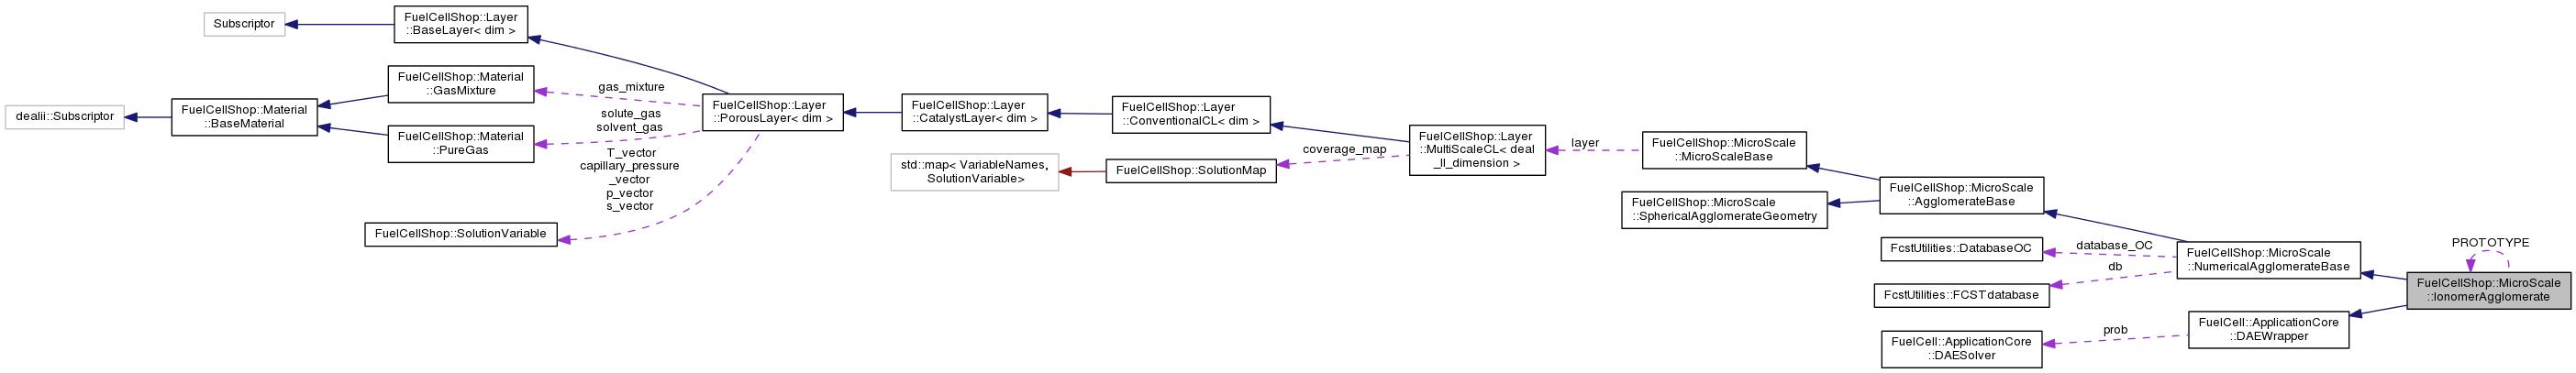 Subscriptor
FuelCellShop::Layer
::BaseLayer< dim >
FuelCellShop::Material
::GasMixture
gas_mixture
dealii::Subscriptor
FuelCellShop::Material
::BaseMaterial
FuelCellShop::Material
::PureGas
solute_gas
solvent_gas
FuelCellShop::Layer
::PorousLayer< dim >
FuelCellShop::Layer
::CatalystLayer< dim >
FuelCellShop::Layer
::ConventionalCL< dim >
T_vector
capillary_pressure
_vector
p_vector
s_vector
FuelCellShop::SolutionVariable
std::map< VariableNames,
SolutionVariable>
FuelCellShop::SolutionMap
coverage_map
FuelCellShop::Layer
::MultiScaleCL< deal
_II_dimension >
layer
FuelCellShop::MicroScale
::MicroScaleBase
FuelCellShop::MicroScale
::SphericalAgglomerateGeometry
FuelCellShop::MicroScale
::AgglomerateBase
FcstUtilities::DatabaseOC
database_OC
FcstUtilities::FCSTdatabase
db
FuelCellShop::MicroScale
::NumericalAgglomerateBase
FuelCell::ApplicationCore
::DAESolver
prob
FuelCell::ApplicationCore
::DAEWrapper
PROTOTYPE
FuelCellShop::MicroScale
::IonomerAgglomerate